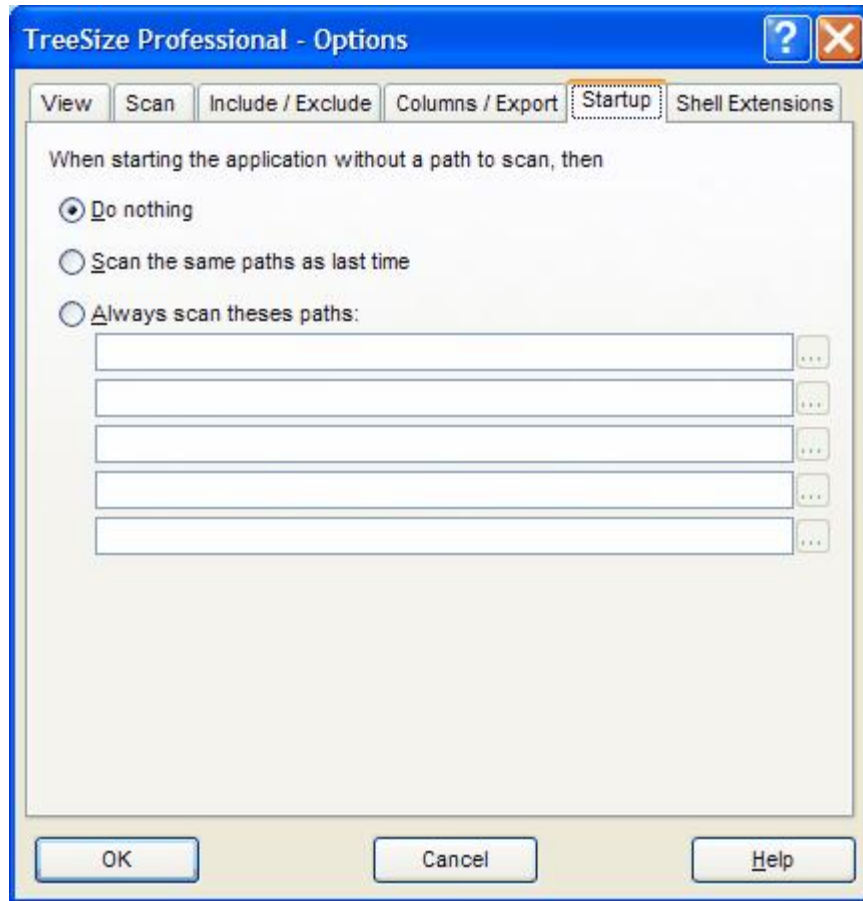 TreeSize Professional - Options
?
View Scan Include / Exclude Columns / Export Startup Shell Extensions
When starting the application without a path to scan, then
Do nothing
Scan the same paths as last time
Always scan theses paths:
...
...
...
...
...
OK Cancel Help